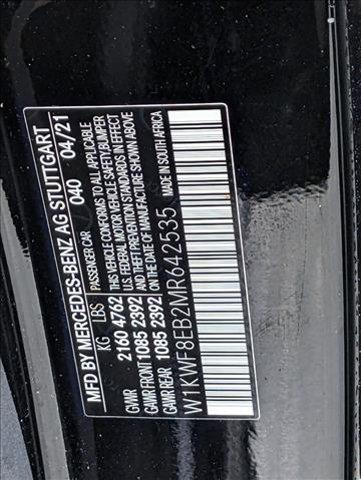 MFD BY MERCEDES-BENZ AG STUTTGART
040 04/21
KG LBS
GVWR 2160 4762
GAWR FRONT 1085 2392
GAWR REAR 1085 2392
PASSENGER CAR
THIS VEHICLE CONFORMS TO ALL APPLICABLE
U.S. FEDERAL MOTOR VEHICLE SAFETY, BUMPER,
AND THEFT PREVENTION STANDARDS IN EFFECT
ON THE DATE OF MANUFACTURE SHOWN ABOVE
MADE IN SOUTH AFRICA
W1KWF8EB2MR642535